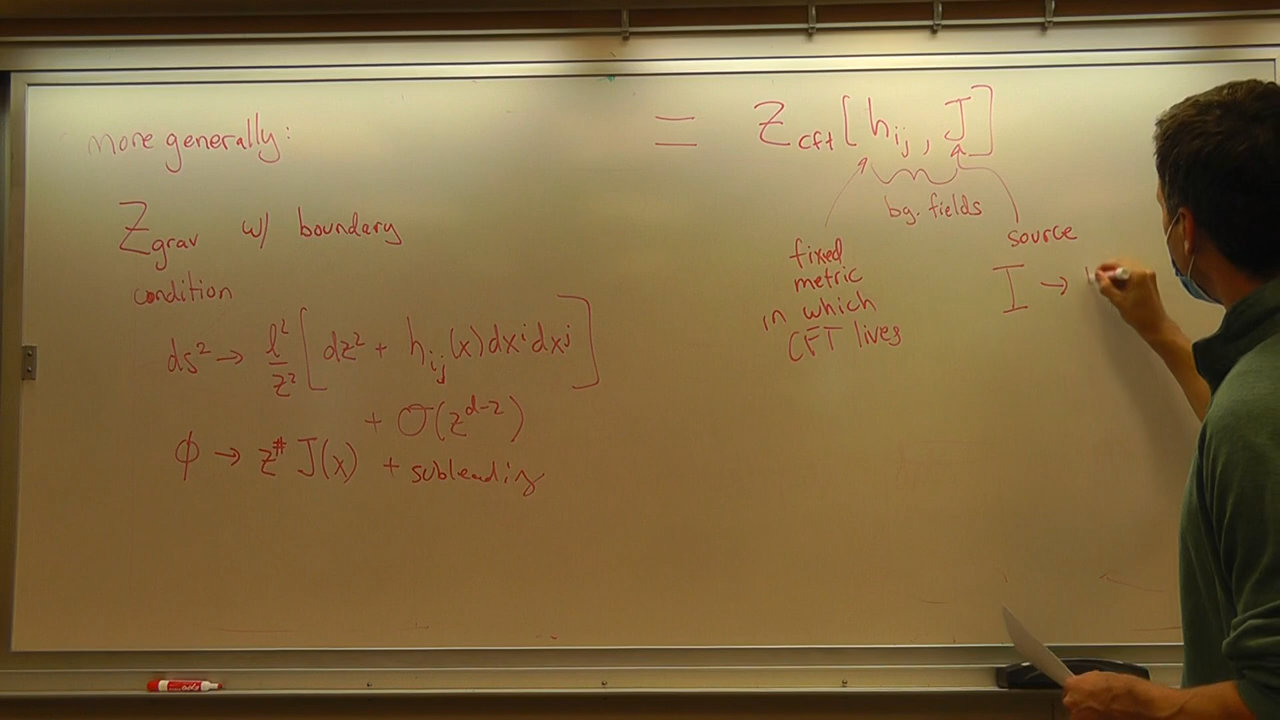 more generally:
Z_grav w/ boundary
condition
ds² → l²/z² [dz² + h_ij(x)dx^i dx^j]
+ O(z^{d-2})
ϕ → z^# J(x) + subleading
= Z_cft[h_ij, J]
bg. fields
fixed
metric
in which
CFT lives
source
I →